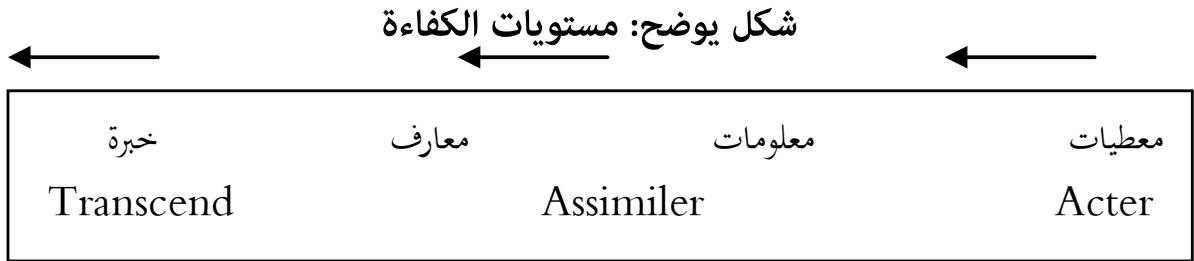 شكل يوضح: مستويات الكفاءة
معطيات معلومات معارف خبرة
Acter Assimiler Transcend